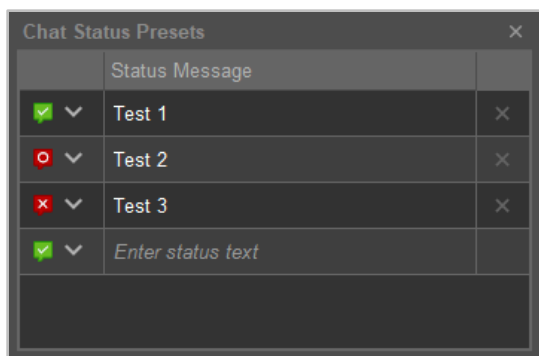 Chat Status Presets
Status Message
Test 1
Test 2
Test 3
Enter status text